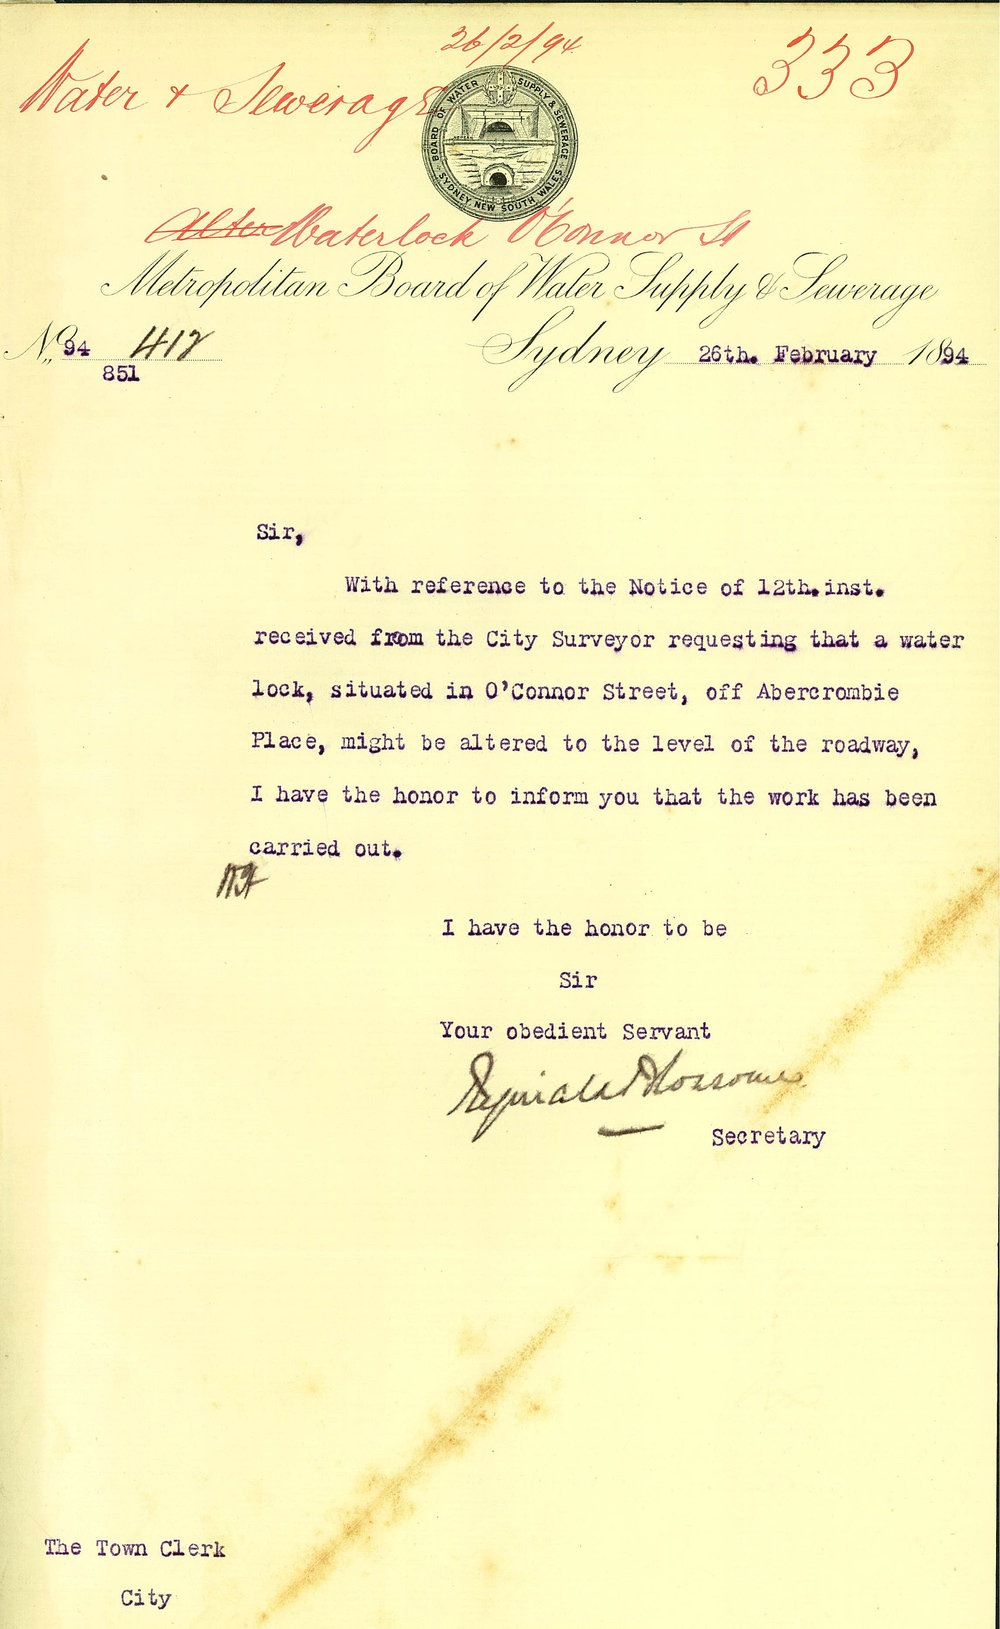 26/2/94
333
Water & Sewerage
BOARD OF WATER SUPPLY & SEWERAGE
SYDNEY NEW SOUTH WALES
Alter Waterlock O'Connor St
Metropolitan Board of Water Supply & Sewerage
No. 94 412
851
Sydney 26th. February 1894
Sir,
With reference to the Notice of 12th. inst.
received from the City Surveyor requesting that a water
lock, situated in O'Connor Street, off Abercrombie
Place, might be altered to the level of the roadway,
I have the honor to inform you that the work has been
carried out.
I have the honor to be
Sir
Your obedient Servant
Secretary
The Town Clerk
City